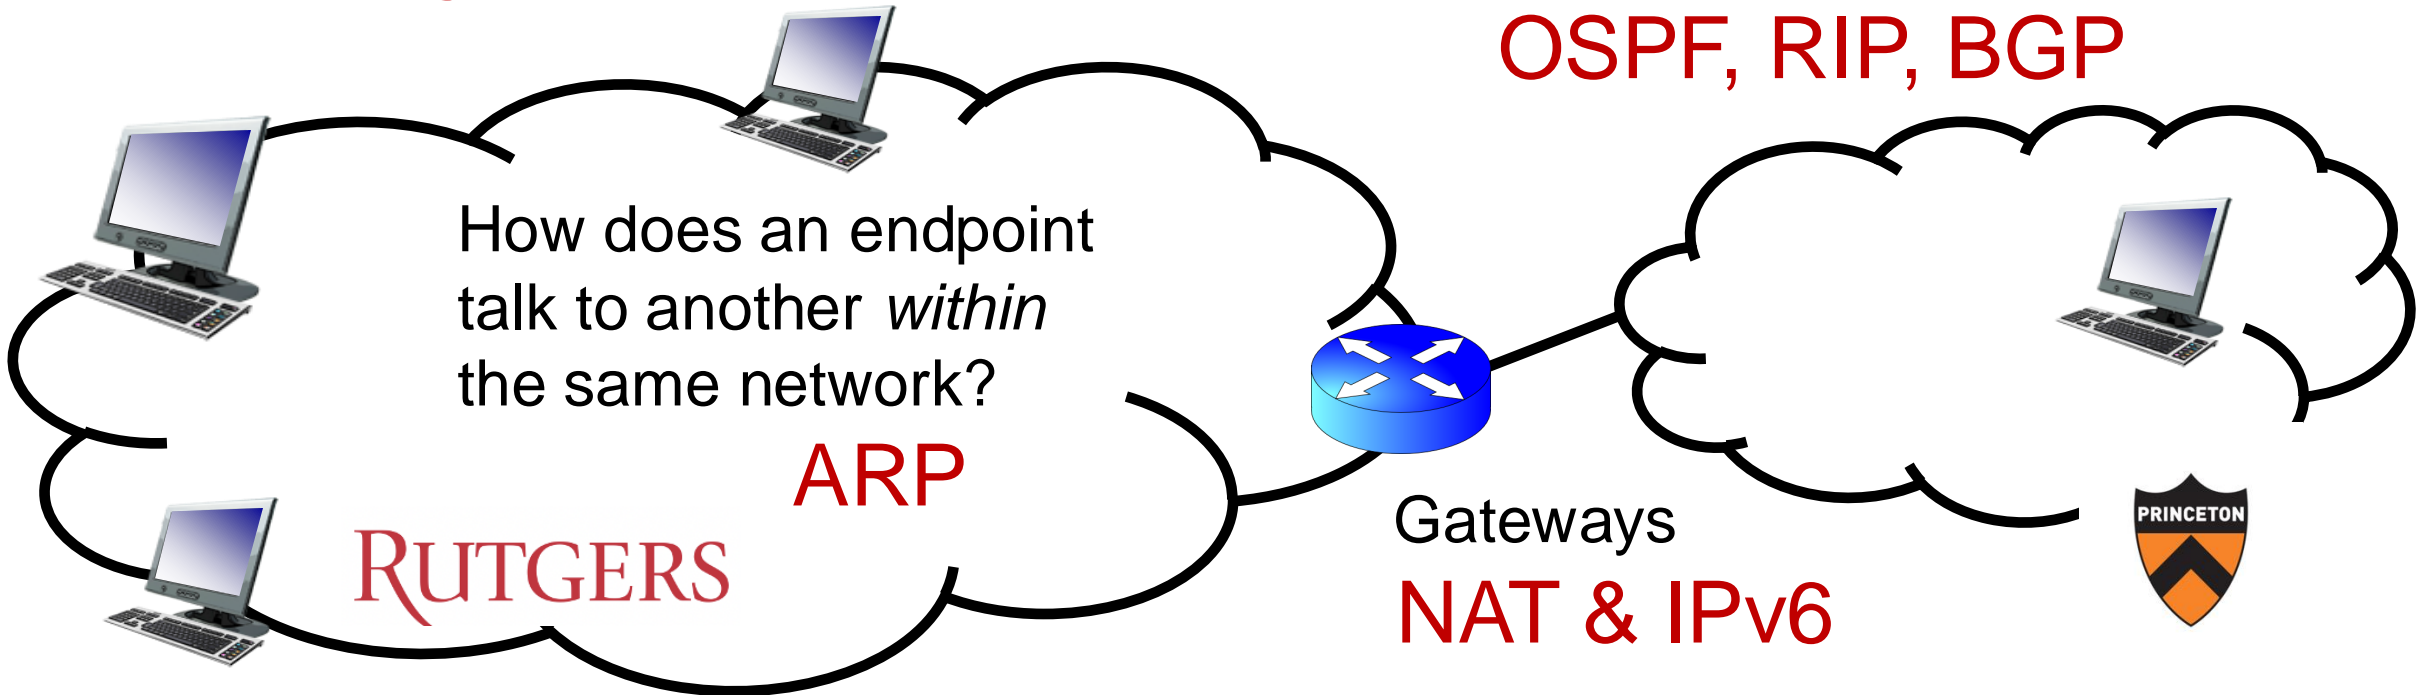 OSPF, RIP, BGP
How does an endpoint
talk to another within
the same network?
ARP
RUTGERS
Gateways
NAT & IPv6
PRINCETON